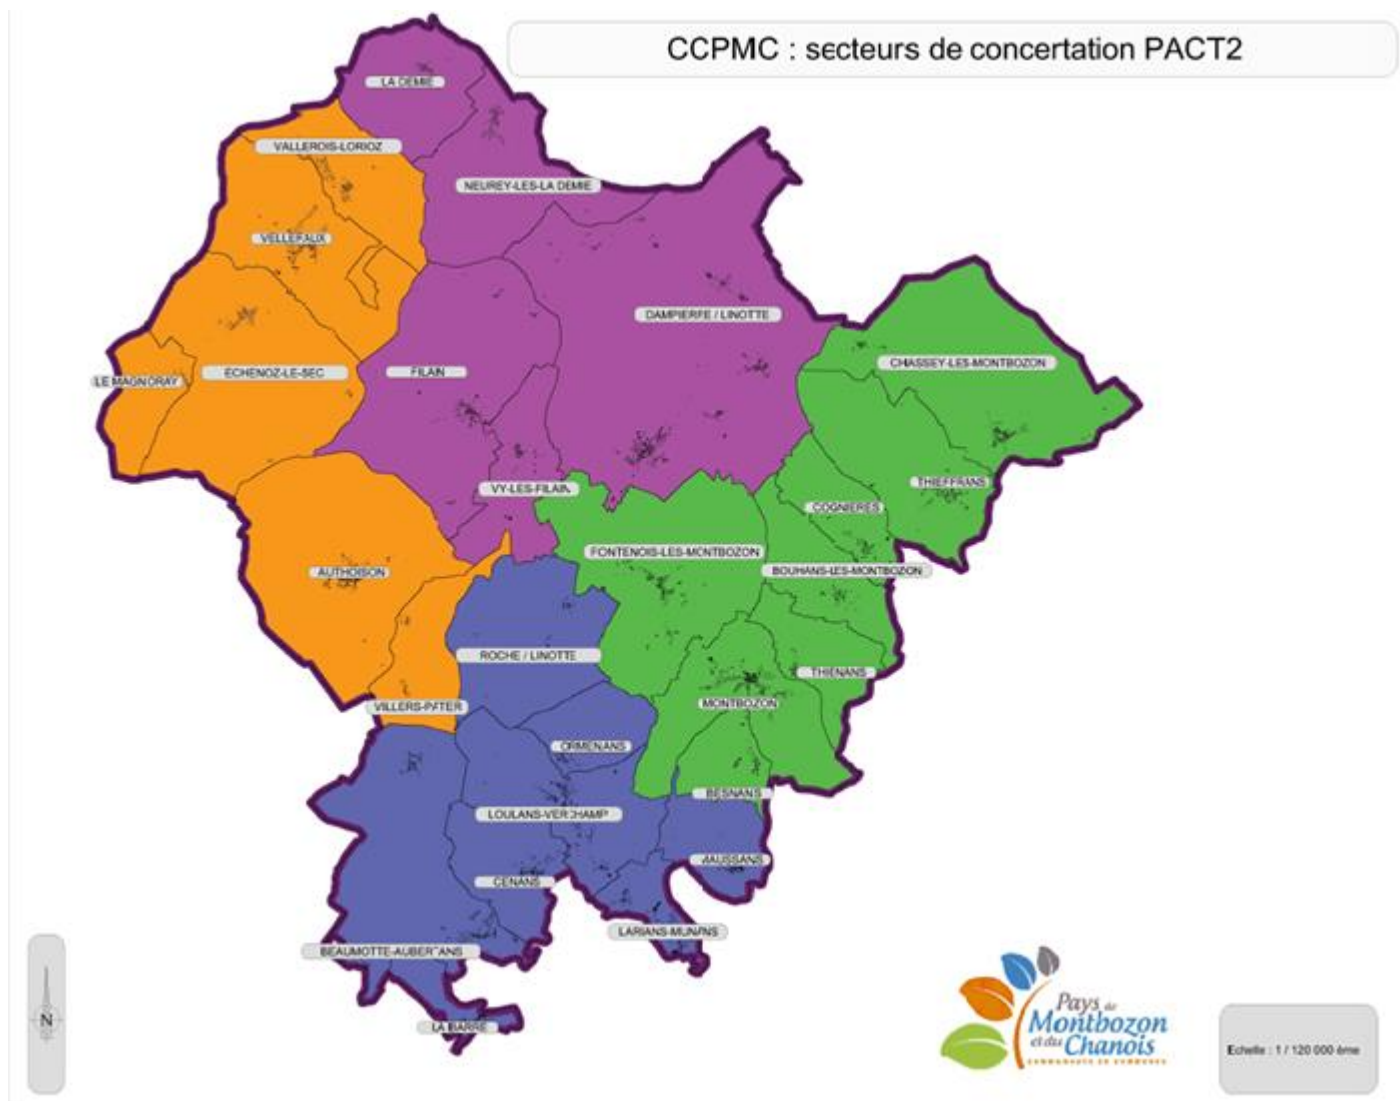 CCPMC : secteurs de concertation PACT2
LA DEMIE
VALLEROIS-LORIOZ
NEUREY-LES-LA DEMIE
VELLEFAUX
DAMPIERRE / LINOTTE
CHASSEY-LES-MONTBOZON
LE MAGNORAY
ECHENOZ-LE-SEC
FILAIN
VY-LES-FILAIN
THIEFFRANS
COGNIERES
FONTENOIS-LES-MONTBOZON
BOUHANS-LES-MONTBOZON
AUTHOISON
ROCHE / LINOTTE
THIENANS
VILLERS-PATER
MONTBOZON
ORMENANS
BESNANS
LOULANS-VERCHAMP
MAUSSANS
CENANS
LARIANS-MUNANS
BEAUMOTTE-AUBERTANS
LA BARRE
N
Pays de
Montbozon
et du Chanois
COMMUNAUTÉ DE COMMUNES
Echelle : 1 / 120 000 ème